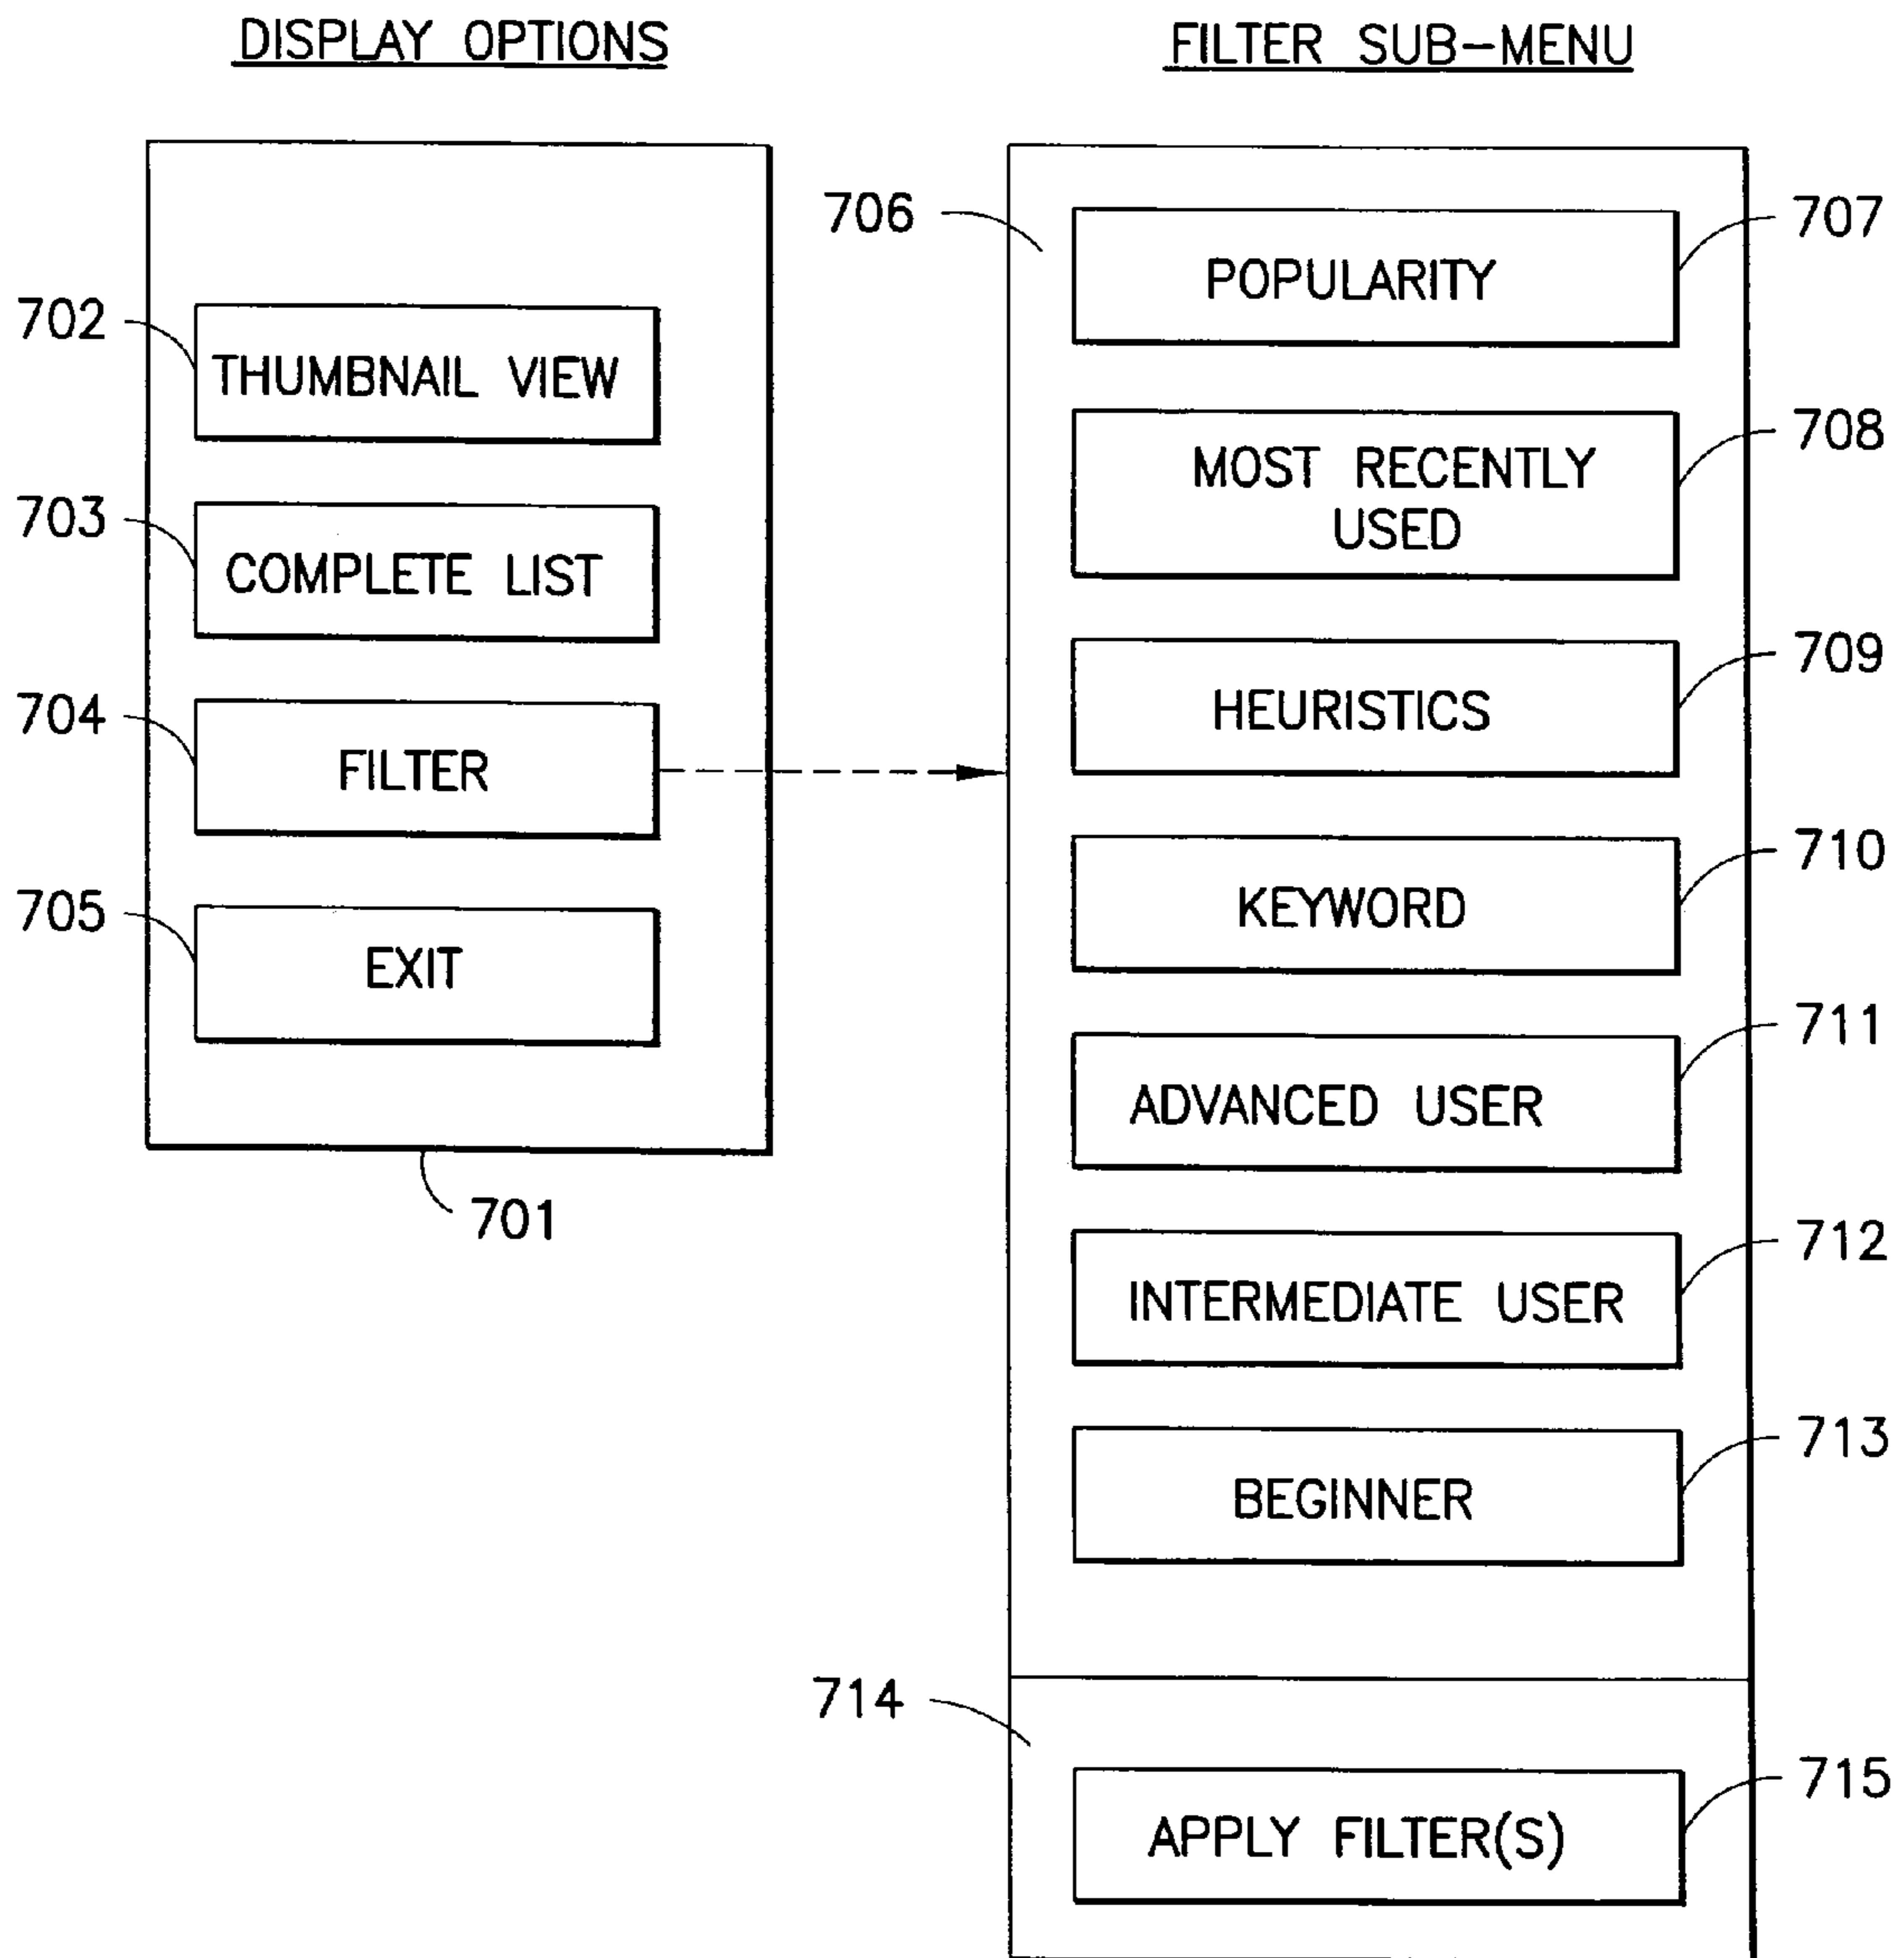 DISPLAY OPTIONS
702
THUMBNAIL VIEW
703
COMPLETE LIST
704
FILTER
705
EXIT
701
FILTER SUB-MENU
706
POPULARITY
707
MOST RECENTLY
USED
708
HEURISTICS
709
KEYWORD
710
ADVANCED USER
711
INTERMEDIATE USER
712
BEGINNER
713
714
APPLY FILTER(S)
715